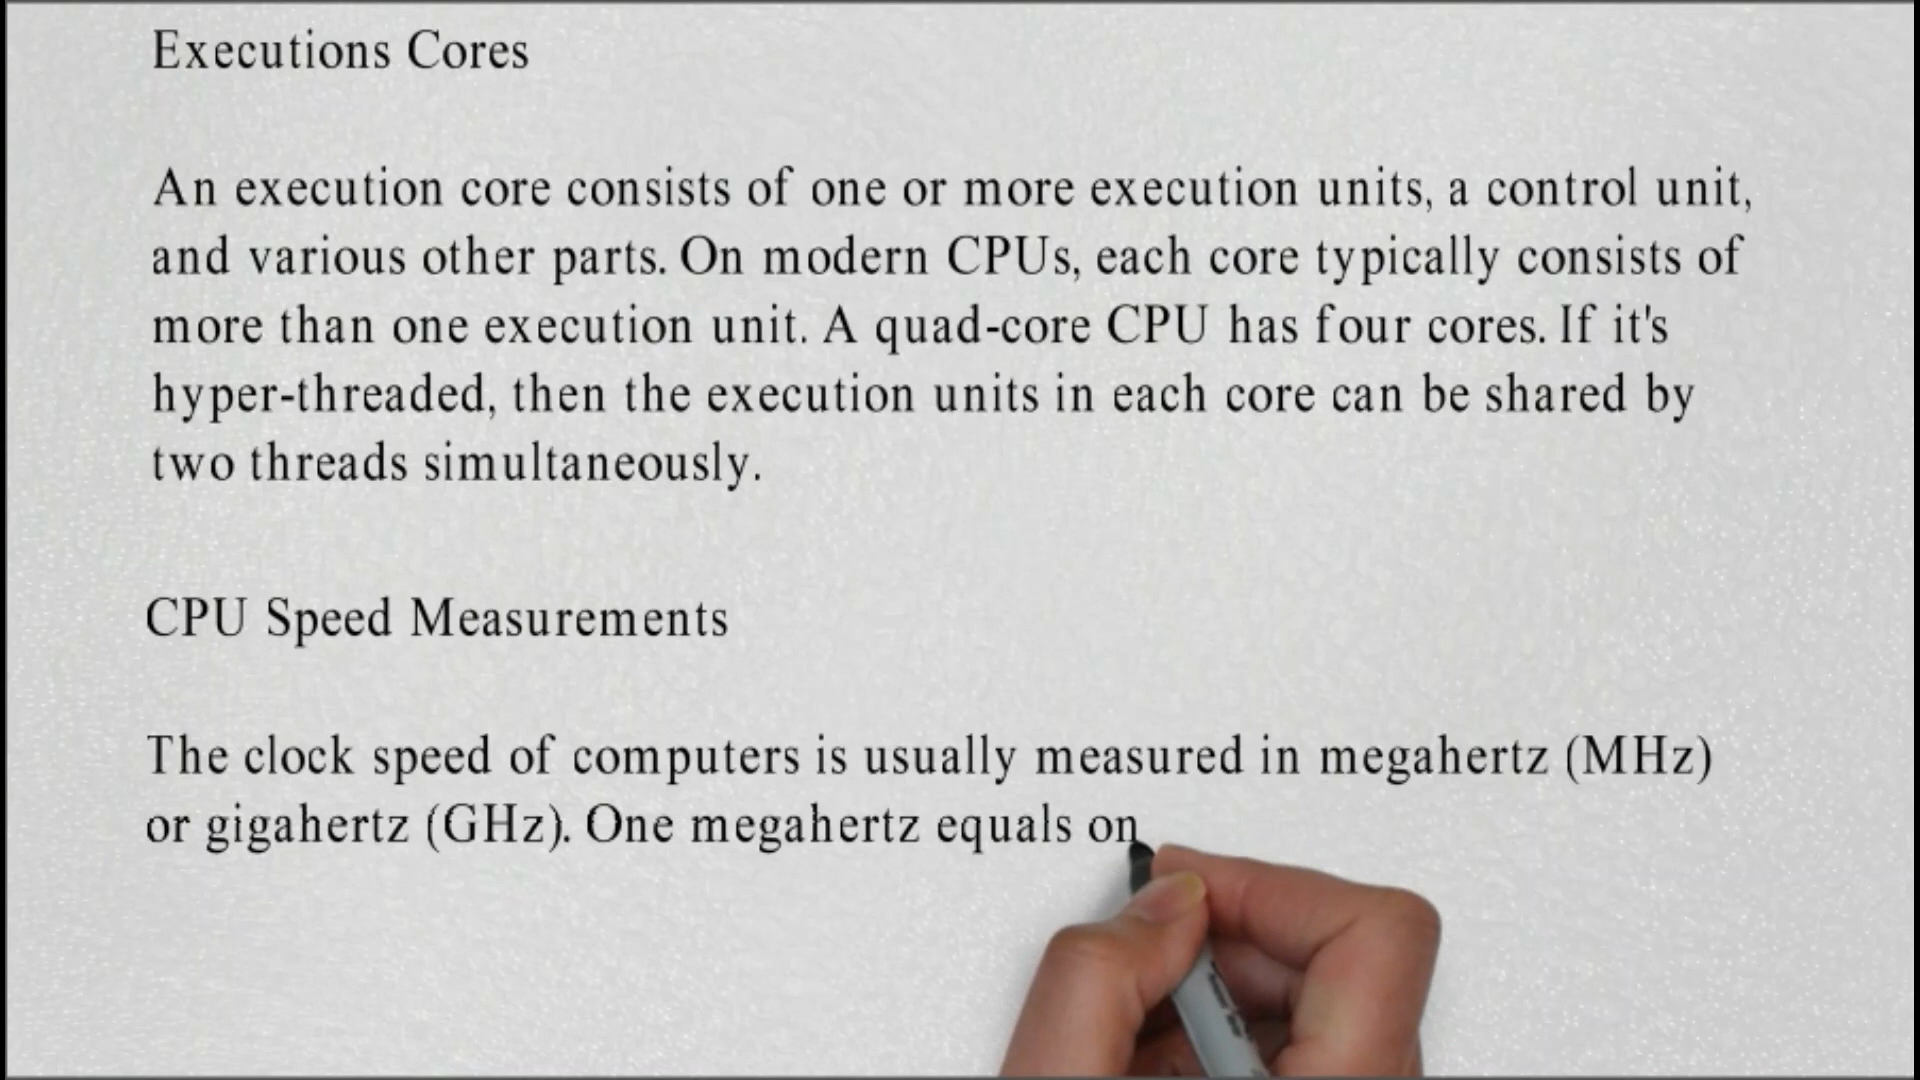 Executions Cores
An execution core consists of one or more execution units, a control unit,
and various other parts. On modern CPUs, each core typically consists of
more than one execution unit. A quad-core CPU has four cores. If it's
hyper-threaded, then the execution units in each core can be shared by
two threads simultaneously.
CPU Speed Measurements
The clock speed of computers is usually measured in megahertz (MHz)
or gigahertz (GHz). One megahertz equals on